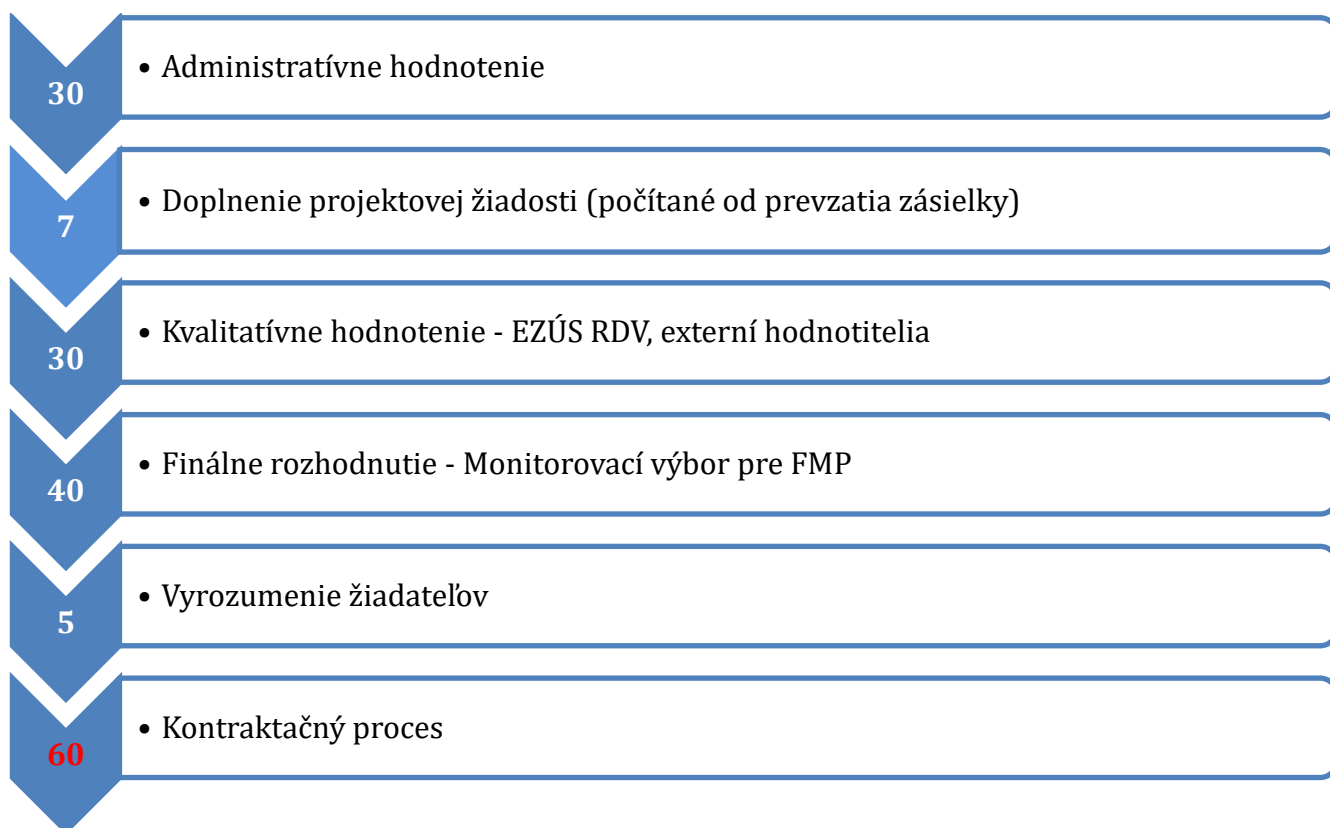 30
• Administratívne hodnotenie
7
• Doplnenie projektovej žiadosti (počítané od prevzatia zásielky)
30
• Kvalitatívne hodnotenie - EZÚS RDV, externí hodnotitelia
40
• Finálne rozhodnutie - Monitorovací výbor pre FMP
5
• Vyrozumenie žiadateľov
60
• Kontraktačný proces